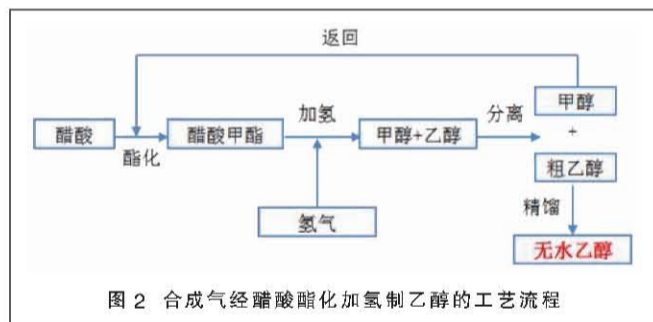 返回
醋酸
酯化
醋酸甲酯
加氢
氢气
甲醇+乙醇
分离
甲醇
+
粗乙醇
精馏
无水乙醇
图 2 合成气经醋酸酯化加氢制乙醇的工艺流程